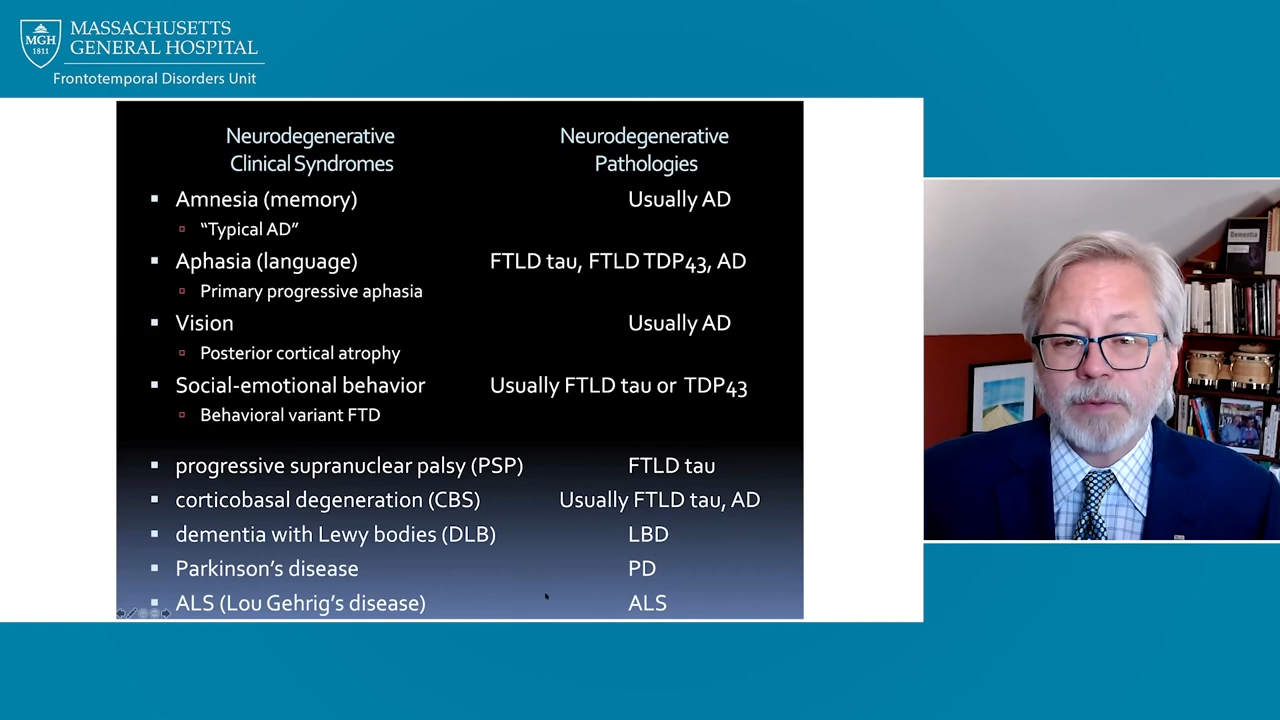 MASSACHUSETTS
GENERAL HOSPITAL
MGH
1811
Frontotemporal Disorders Unit
Neurodegenerative
Clinical Syndromes
Neurodegenerative
Pathologies
▪ Amnesia (memory) Usually AD
▫ “Typical AD”
▪ Aphasia (language) FTLD tau, FTLD TDP43, AD
▫ Primary progressive aphasia
▪ Vision Usually AD
▫ Posterior cortical atrophy
▪ Social-emotional behavior Usually FTLD tau or TDP43
▫ Behavioral variant FTD
▪ progressive supranuclear palsy (PSP) FTLD tau
▪ corticobasal degeneration (CBS) Usually FTLD tau, AD
▪ dementia with Lewy bodies (DLB) LBD
▪ Parkinson’s disease PD
▪ ALS (Lou Gehrig’s disease) ALS
Dementia